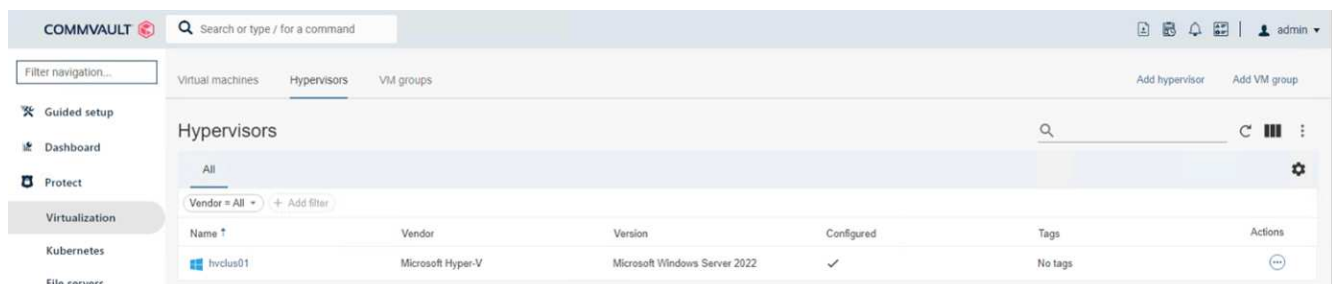 COMMVAULT
Search or type / for a command
admin
Filter navigation...
Virtual machines Hypervisors VM groups Add hypervisor Add VM group
Guided setup
Hypervisors
Dashboard
All
Protect
Vendor = All + Add filter
Virtualization
Name ↑ Vendor Version Configured Tags Actions
Kubernetes
hvclus01 Microsoft Hyper-V Microsoft Windows Server 2022 ✓ No tags
File servers